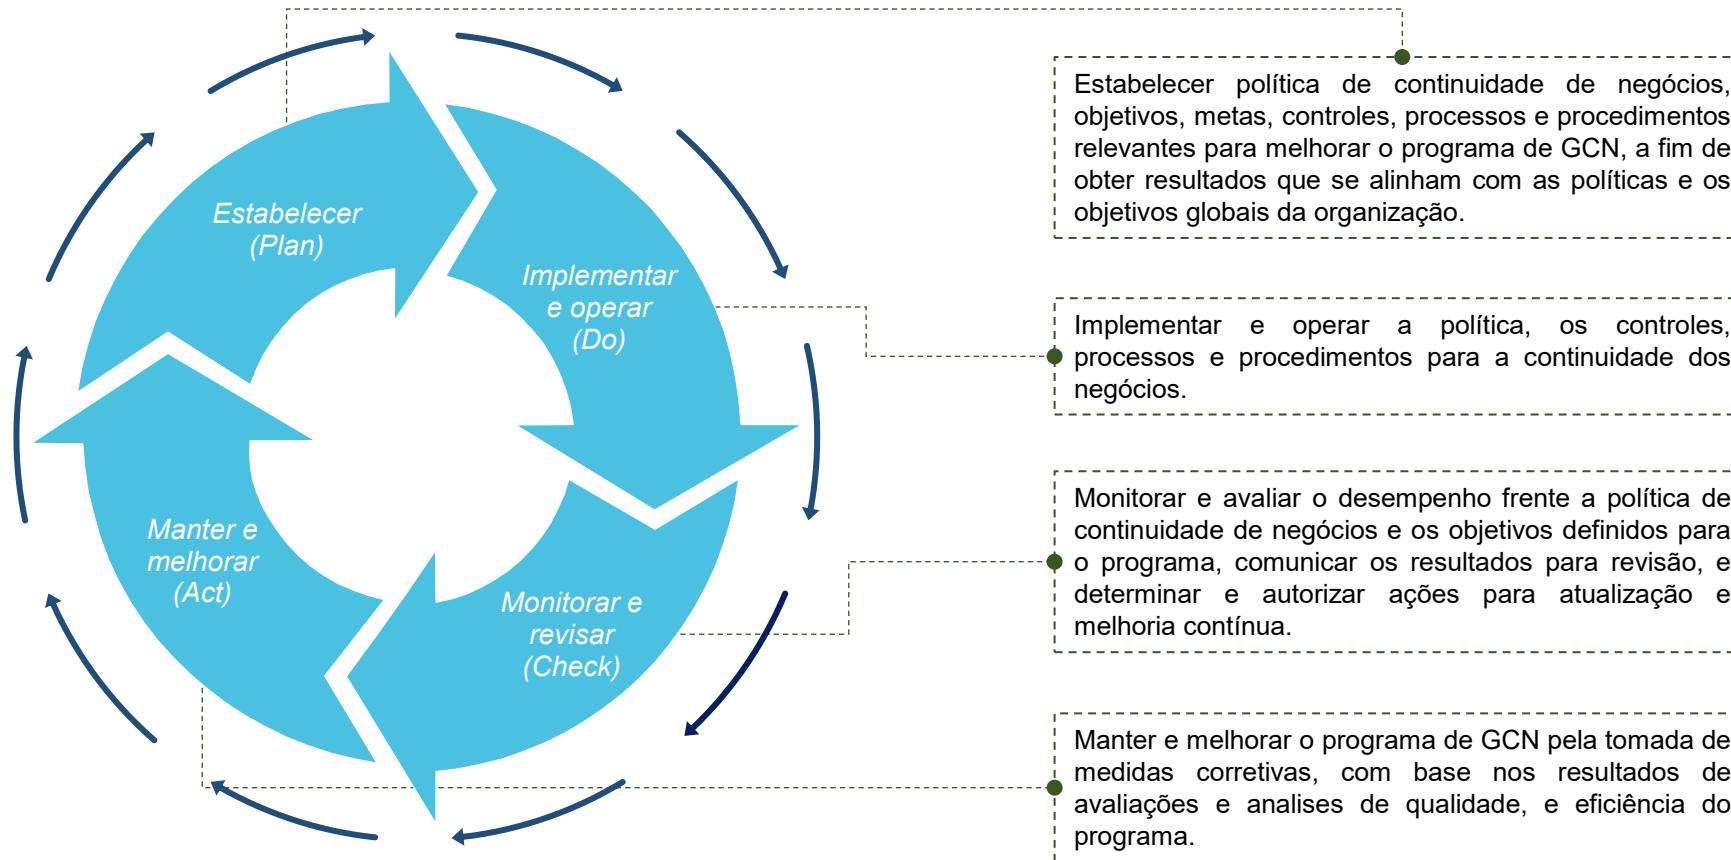 Estabelecer
(Plan)
Implementar
e operar
(Do)
Monitorar e
revisar
(Check)
Manter e
melhorar
(Act)
Estabelecer política de continuidade de negócios,
objetivos, metas, controles, processos e procedimentos
relevantes para melhorar o programa de GCN, a fim de
obter resultados que se alinham com as políticas e os
objetivos globais da organização.
Implementar e operar a política, os controles,
processos e procedimentos para a continuidade dos
negócios.
Monitorar e avaliar o desempenho frente a política de
continuidade de negócios e os objetivos definidos para
o programa, comunicar os resultados para revisão, e
determinar e autorizar ações para atualização e
melhoria contínua.
Manter e melhorar o programa de GCN pela tomada de
medidas corretivas, com base nos resultados de
avaliações e analises de qualidade, e eficiência do
programa.